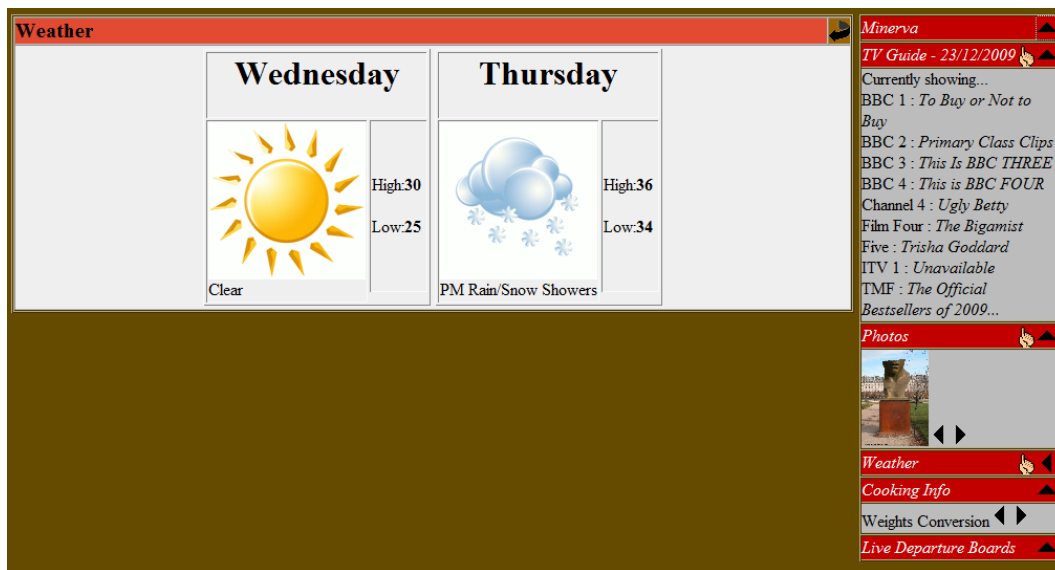 Weather
Wednesday
Thursday
High:30
Low:25
Clear
High:36
Low:34
PM Rain/Snow Showers
Minerva
TV Guide - 23/12/2009
Currently showing...
BBC 1 : To Buy or Not to
Buy
BBC 2 : Primary Class Clips
BBC 3 : This Is BBC THREE
BBC 4 : This is BBC FOUR
Channel 4 : Ugly Betty
Film Four : The Bigamist
Five : Trisha Goddard
ITV 1 : Unavailable
TMF : The Official
Bestsellers of 2009...
Photos
Weather
Cooking Info
Weights Conversion
Live Departure Boards